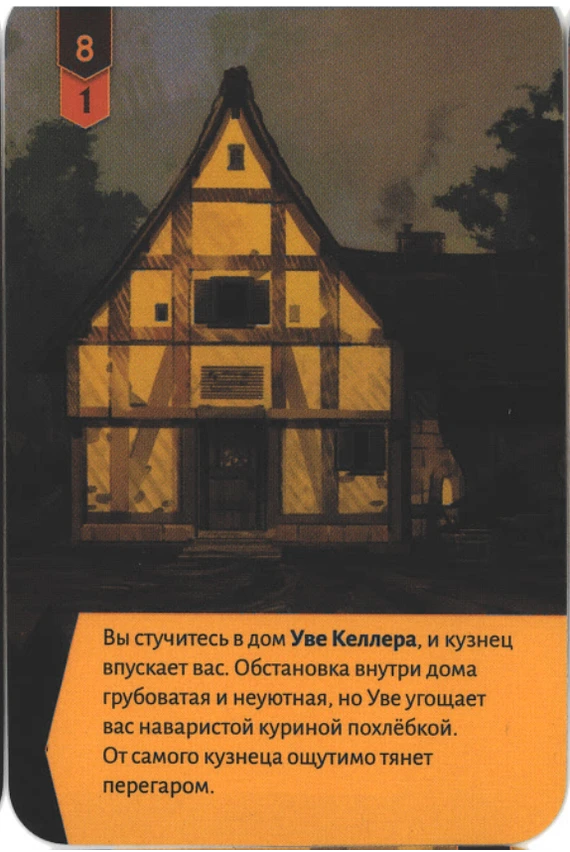 8
1
Вы стучитесь в дом Уве Келлера, и кузнец
впускает вас. Обстановка внутри дома
грубоватая и неуютная, но Уве угощает
вас наваристой куриной похлёбкой.
От самого кузнеца ощутимо тянет
перегаром.